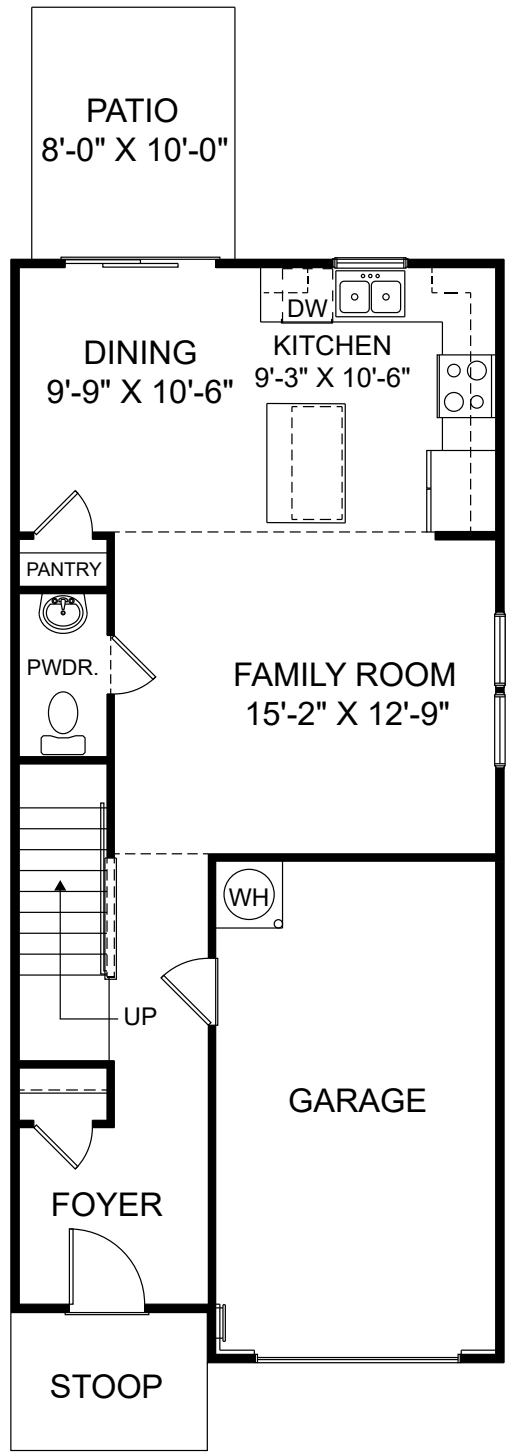 PATIO
8'-0" X 10'-0"
DW
DINING
9'-9" X 10'-6"
KITCHEN
9'-3" X 10'-6"
PANTRY
PWDR.
FAMILY ROOM
15'-2" X 12'-9"
WH
UP
GARAGE
FOYER
STOOP